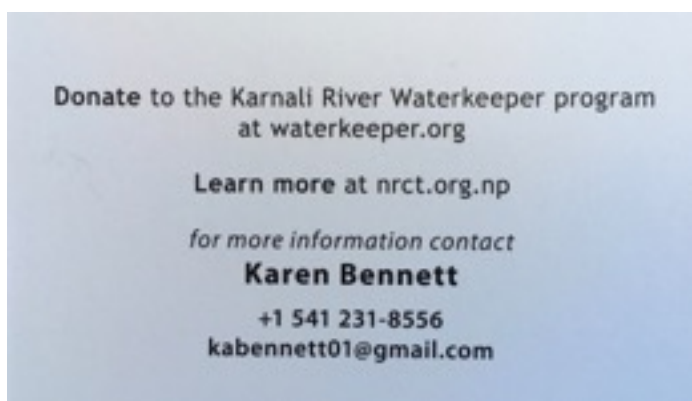 Donate to the Karnali River Waterkeeper program
at waterkeeper.org
Learn more at nrct.org.np
for more information contact
Karen Bennett
+1 541 231-8556
kabennett01@gmail.com